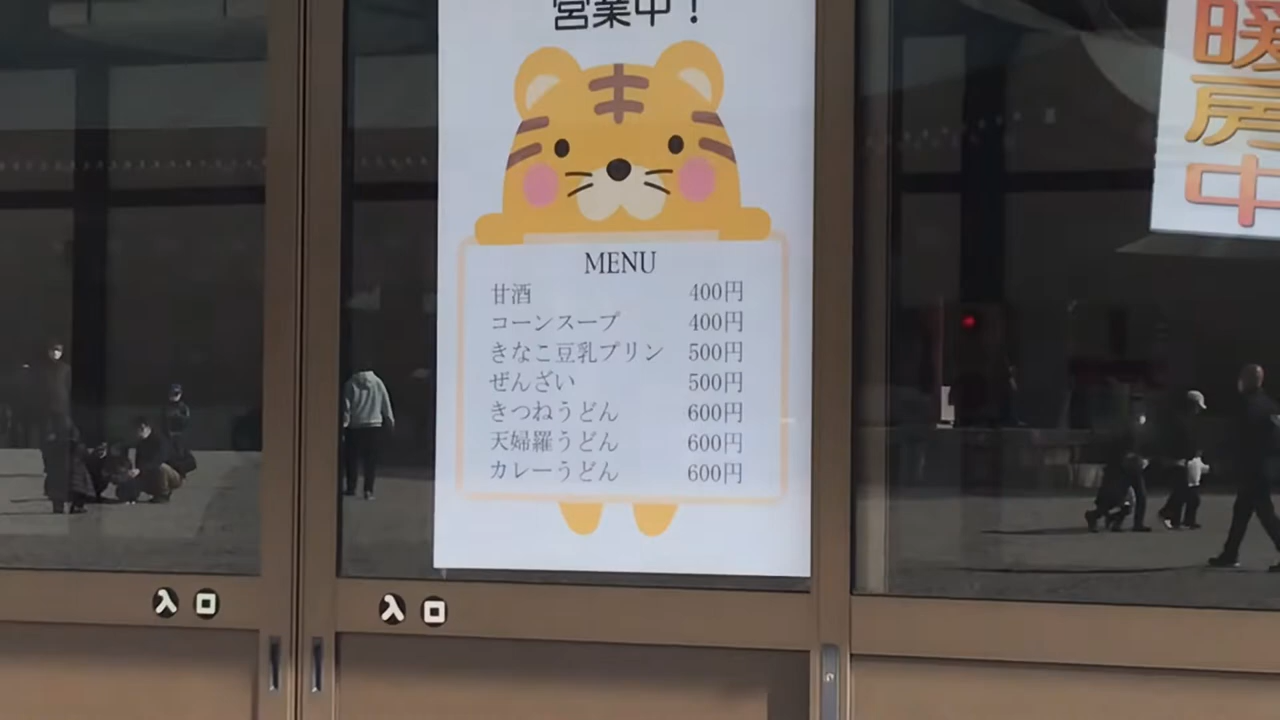 営業中!
MENU
甘酒 400円
コーンスープ 400円
きなこ豆乳プリン 500円
ぜんざい 500円
きつねうどん 600円
天婦羅うどん 600円
カレーうどん 600円
暖房中
入口
入口